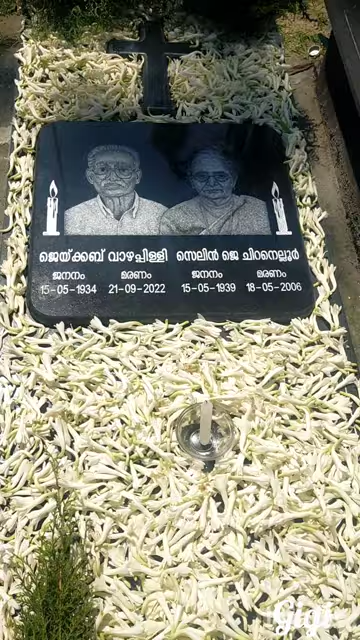 ജെയ്ക്കബ് വാഴപ്പിള്ളി സെലിൻ ജെ ചിറനെല്ലൂർ
ജനനം മരണം ജനനം മരണം
15-05-1934 21-09-2022 15-05-1939 18-05-2006
Gigi